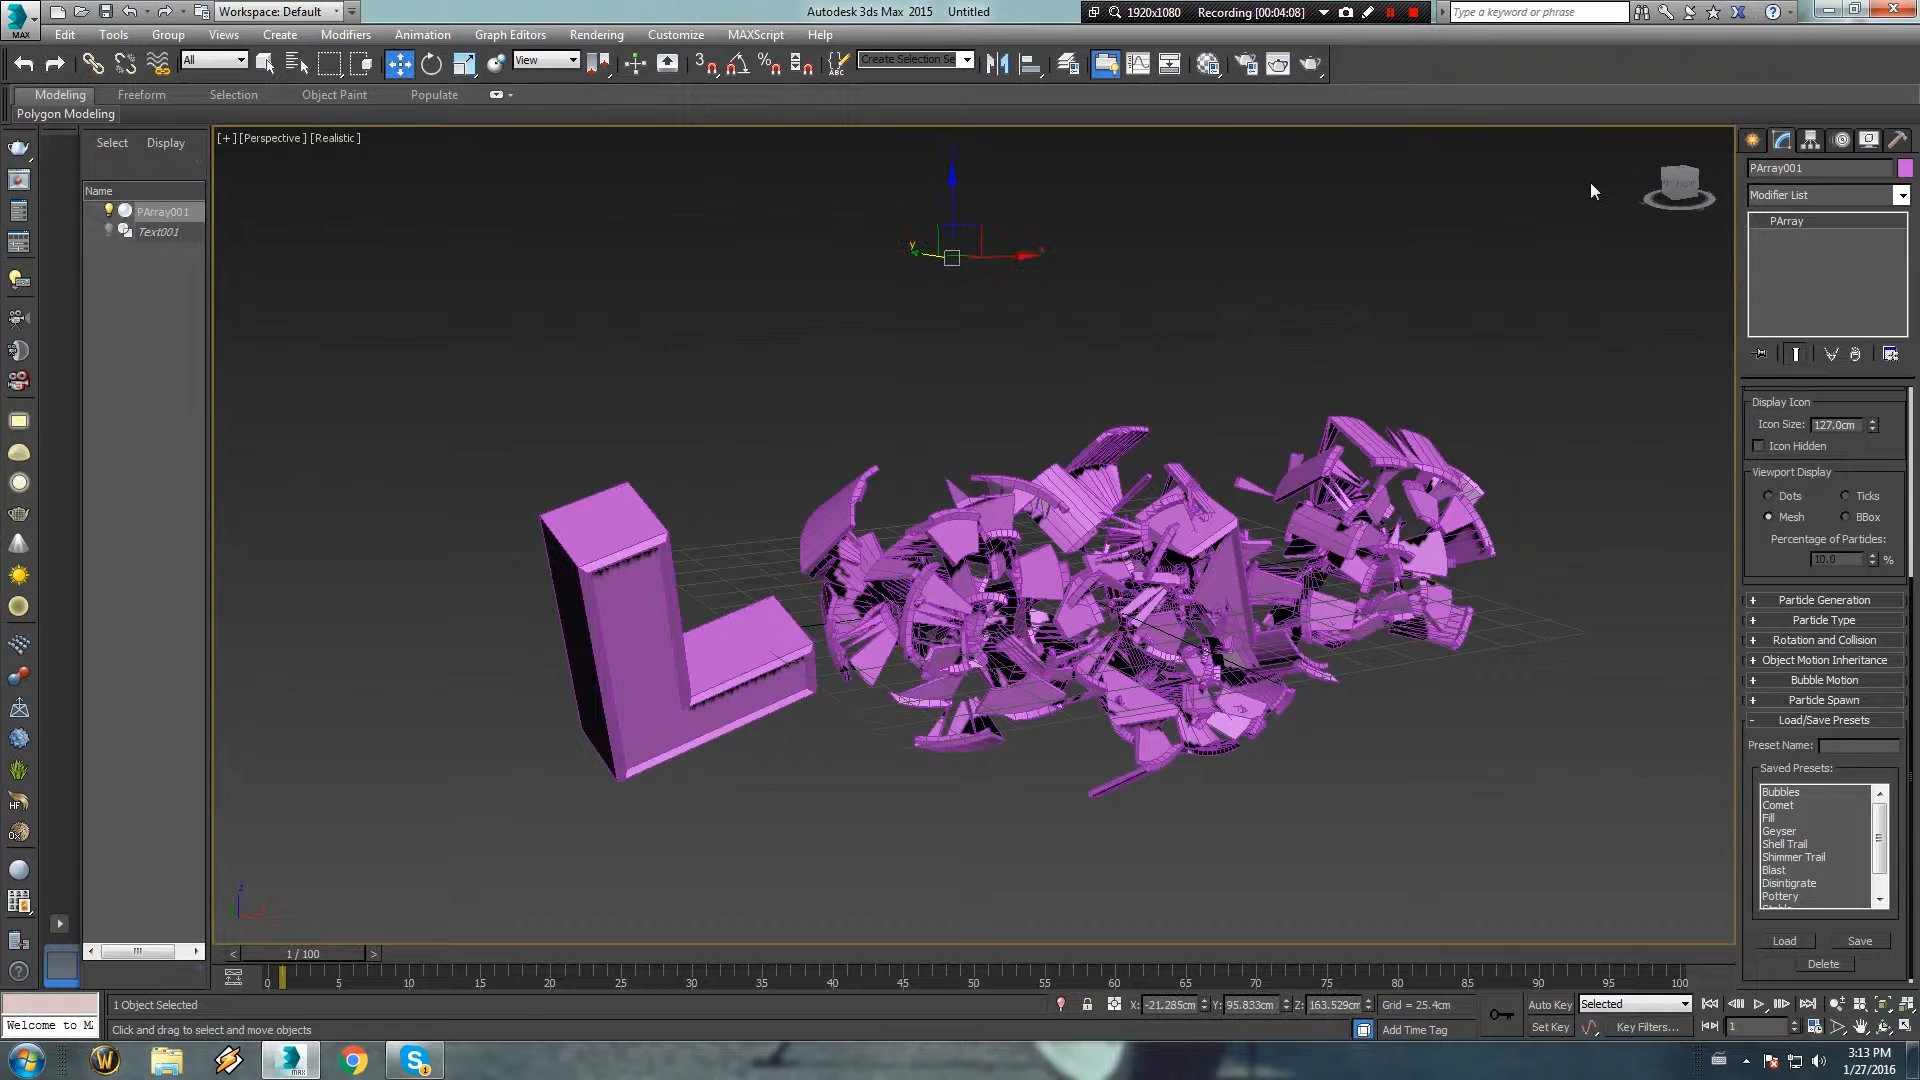 Workspace: Default
Autodesk 3ds Max 2015 Untitled
1920x1080 Recording [00:04:08]
Type a keyword or phrase
MAX
Edit Tools Group Views Create Modifiers Animation Graph Editors Rendering Customize MAXScript Help
All
View
3
ABC
Create Selection Se
Modeling Freeform Selection Object Paint Populate
Polygon Modeling
Select Display
Name
PArray001
Text001
[+] [Perspective ] [Realistic ]
y
x
z
PArray001
Modifier List
PArray
Display Icon
Icon Size: 127.0cm
Icon Hidden
Viewport Display
Dots Ticks
Mesh BBox
Percentage of Particles:
10.0 %
+ Particle Generation
+ Particle Type
+ Rotation and Collision
+ Object Motion Inheritance
+ Bubble Motion
+ Particle Spawn
- Load/Save Presets
Preset Name:
Saved Presets:
Bubbles
Comet
Fill
Geyser
Shell Trail
Shimmer Trail
Blast
Disintigrate
Pottery
Load Save
Delete
HF
< 1 / 100 >
0 5 10 15 20 25 30 35 40 45 50 55 60 65 70 75 80 85 90 95 100
1 Object Selected
X: -21.285cm Y: 95.833cm Z: 163.529cm Grid = 25.4cm
Auto Key Selected
Welcome to M
Click and drag to select and move objects
Add Time Tag
Set Key Key Filters...
1
MAX
S
1
3:13 PM
1/27/2016